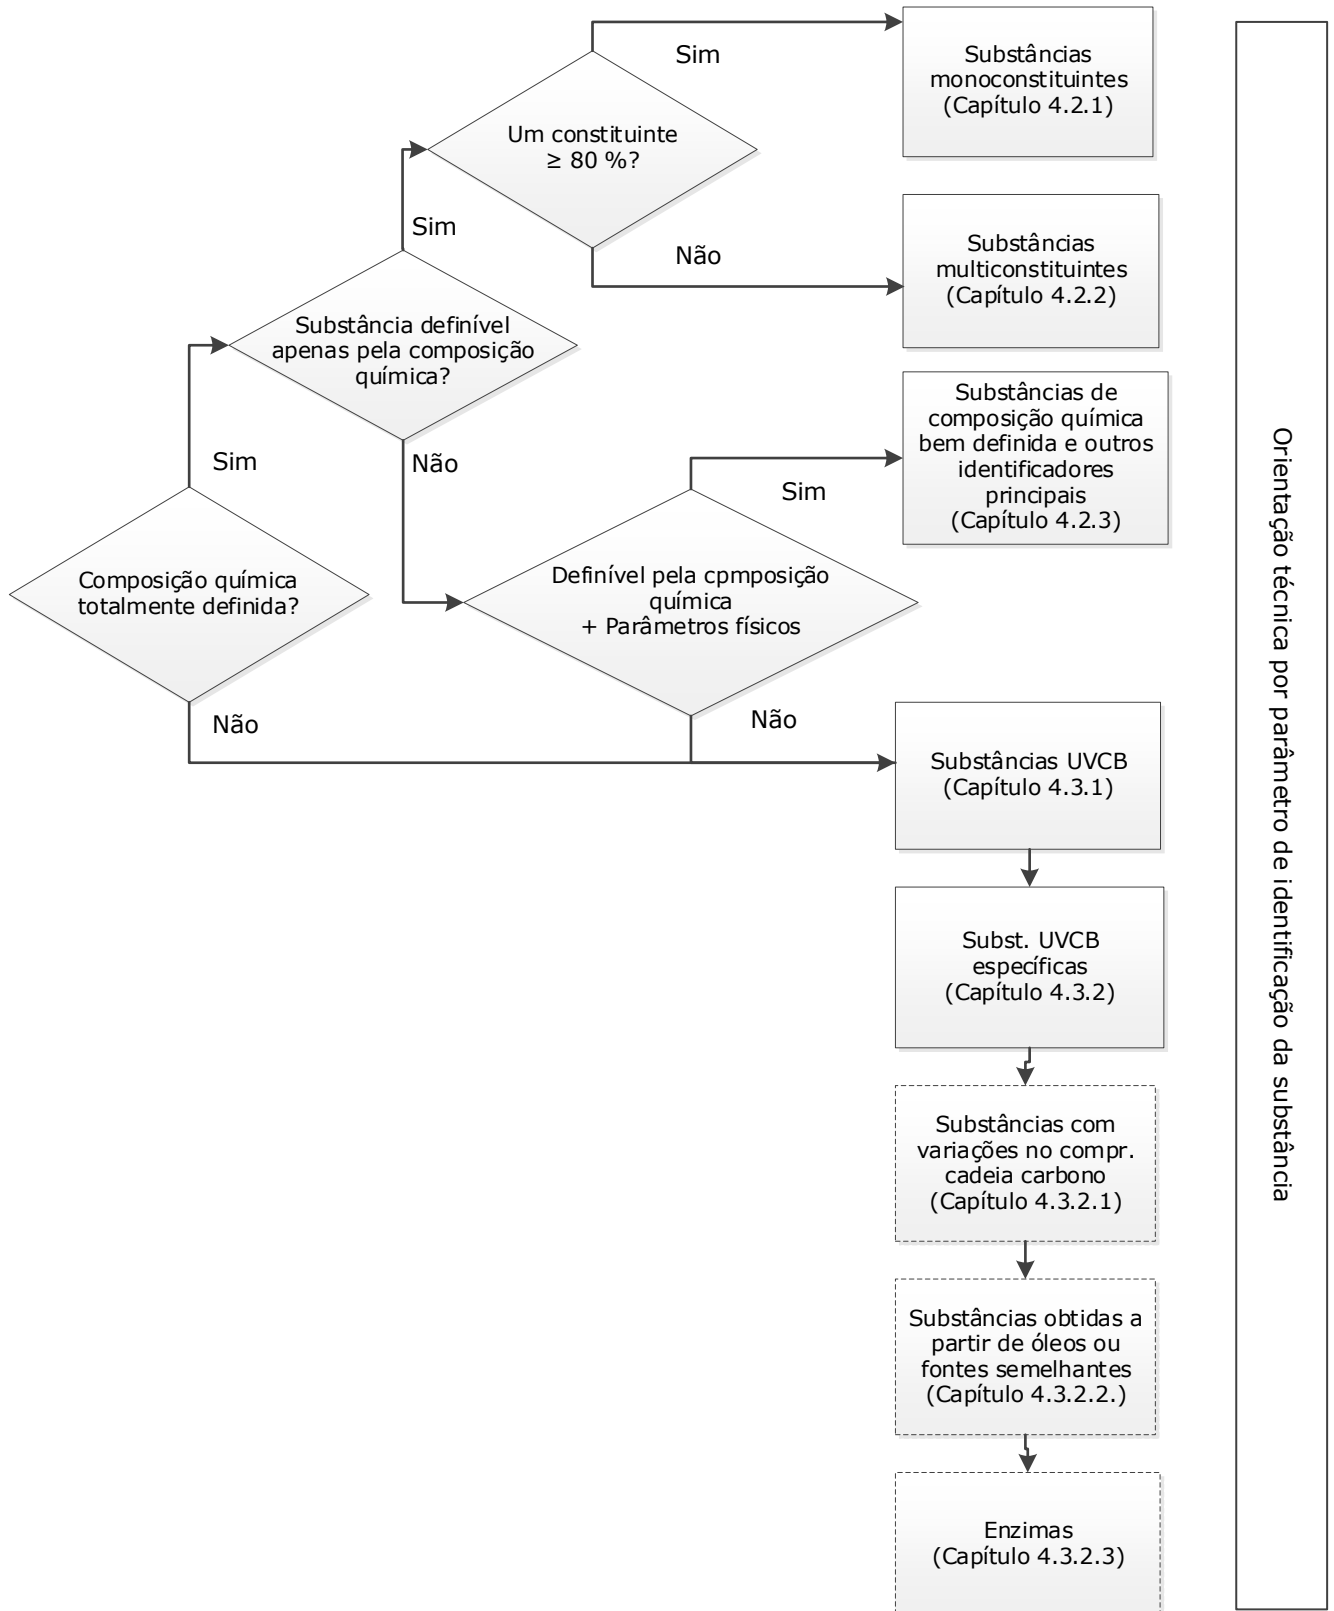 Sim
Substâncias
monoconstituintes
(Capítulo 4.2.1)
Um constituinte
≥ 80 %?
Sim
Não
Substâncias
multiconstituintes
(Capítulo 4.2.2)
Substância definível
apenas pela composição
química?
Substâncias de
composição química
bem definida e outros
identificadores
principais
(Capítulo 4.2.3)
Sim
Não
Sim
Composição química
totalmente definida?
Definível pela cpmposição
química
+ Parâmetros físicos
Não
Não
Substâncias UVCB
(Capítulo 4.3.1)
Subst. UVCB
específicas
(Capítulo 4.3.2)
Substâncias com
variações no compr.
cadeia carbono
(Capítulo 4.3.2.1)
Substâncias obtidas a
partir de óleos ou
fontes semelhantes
(Capítulo 4.3.2.2.)
Enzimas
(Capítulo 4.3.2.3)
Orientação técnica por parâmetro de identificação da substância